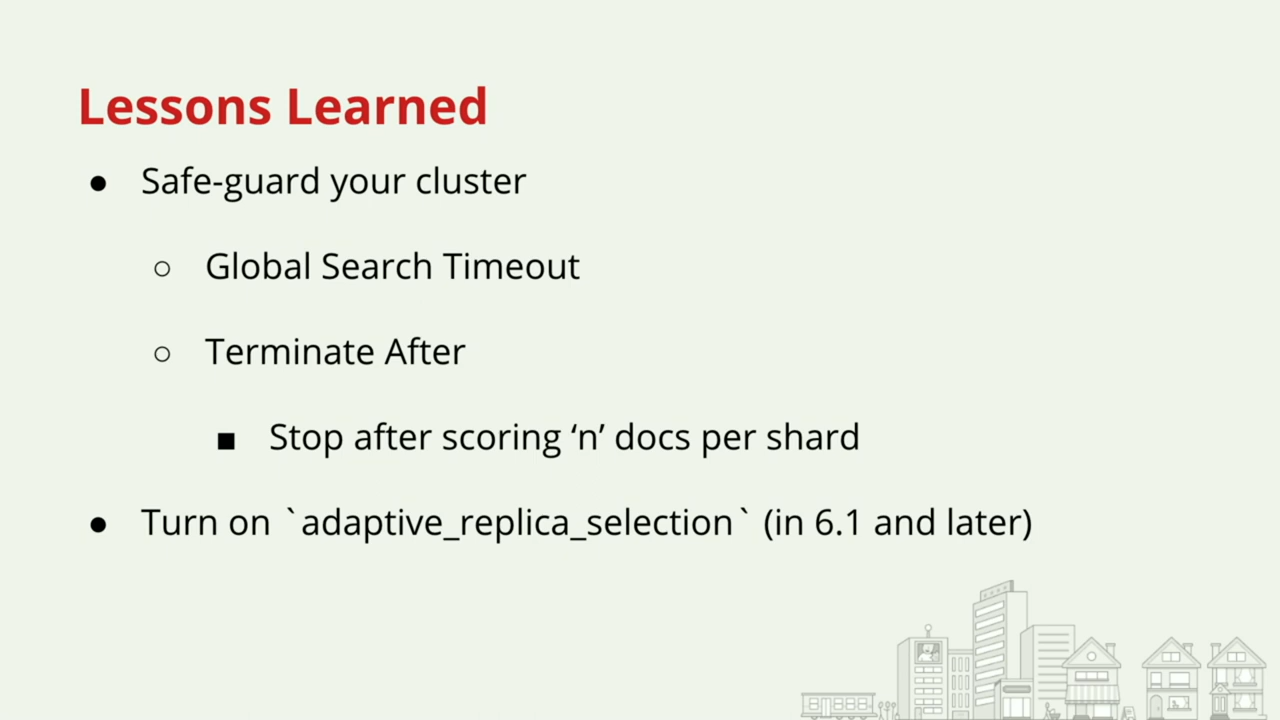 Lessons Learned
● Safe-guard your cluster
○ Global Search Timeout
○ Terminate After
■ Stop after scoring ‘n’ docs per shard
● Turn on `adaptive_replica_selection` (in 6.1 and later)